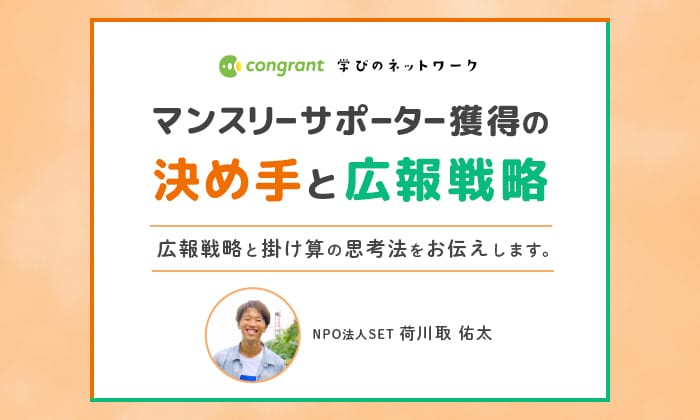 congrant 学びのネットワーク
マンスリーサポーター獲得の
決め手と広報戦略
広報戦略と掛け算の思考法をお伝えします。
NPO法人SET 荷川取 佑太